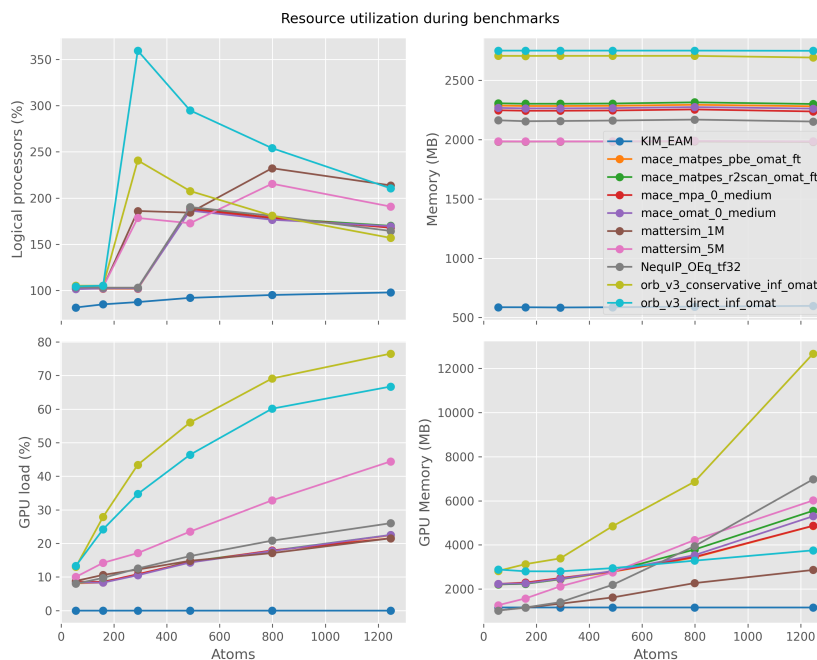 Resource utilization during benchmarks
Logical processors (%)
350
300
250
200
150
100
Memory (MB)
2500
2000
1500
1000
500
KIM_EAM
mace_matpes_pbe_omat_ft
mace_matpes_r2scan_omat_ft
mace_mpa_0_medium
mace_omat_0_medium
mattersim_1M
mattersim_5M
NequIP_OEq_tf32
orb_v3_conservative_inf_omat
orb_v3_direct_inf_omat
GPU load (%)
80
70
60
50
40
30
20
10
0
0 200 400 600 800 1000 1200
Atoms
GPU Memory (MB)
12000
10000
8000
6000
4000
2000
0 200 400 600 800 1000 1200
Atoms